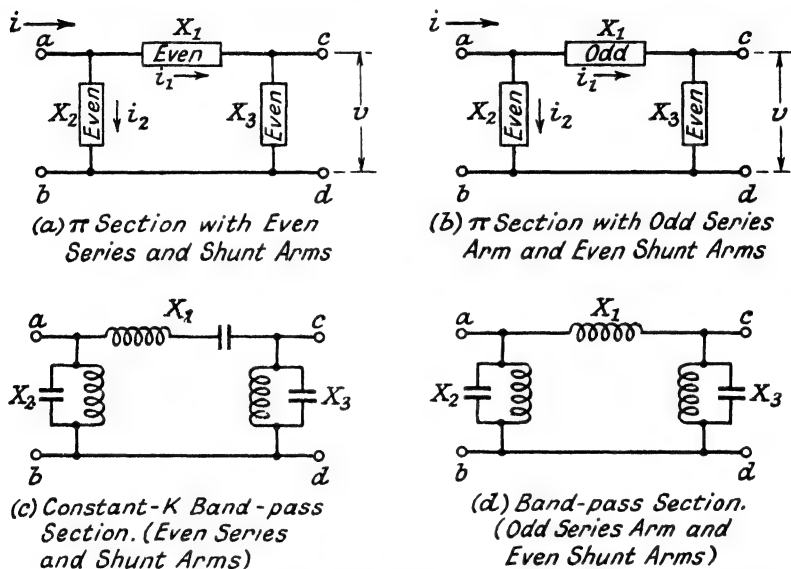 i
a
X1
c
Even
i1
X2
Even
i2
X3
Even
v
b
d
(a) π Section with Even
Series and Shunt Arms
i
a
X1
c
Odd
i1
X2
Even
i2
X3
Even
v
b
d
(b) π Section with Odd Series
Arm and Even Shunt Arms
a
X1
c
X2
X3
b
d
(c) Constant-K Band-pass
Section. (Even Series
and Shunt Arms)
a
X1
c
X2
X3
b
d
(d) Band-pass Section.
(Odd Series Arm and
Even Shunt Arms)